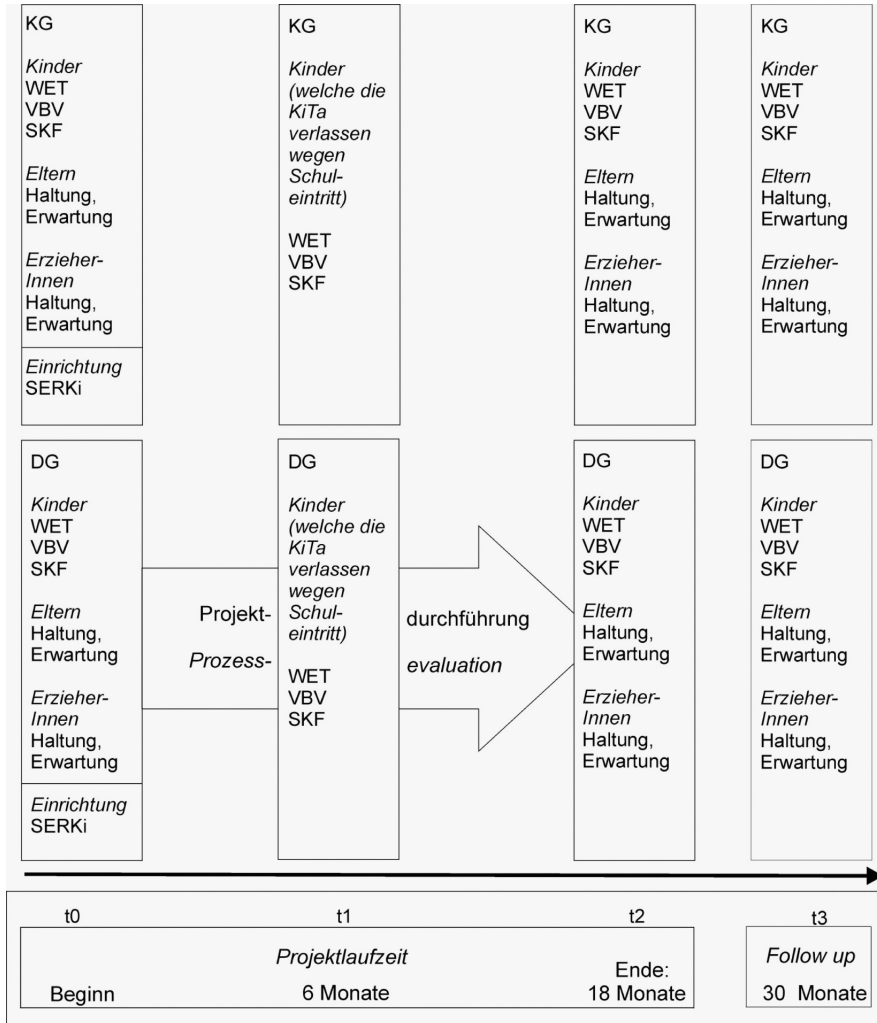 KG
Kinder
WET
VBV
SKF
Eltern
Haltung,
Erwartung
Erzieher-
Innen
Haltung,
Erwartung
Einrichtung
SERKi
KG
Kinder
(welche die
KiTa
verlassen
wegen
Schul-
eintritt)
WET
VBV
SKF
KG
Kinder
WET
VBV
SKF
Eltern
Haltung,
Erwartung
Erzieher-
Innen
Haltung,
Erwartung
KG
Kinder
WET
VBV
SKF
Eltern
Haltung,
Erwartung
Erzieher-
Innen
Haltung,
Erwartung
DG
Kinder
WET
VBV
SKF
Eltern
Haltung,
Erwartung
Erzieher-
Innen
Haltung,
Erwartung
Einrichtung
SERKi
Projekt-
Prozess-
DG
Kinder
(welche die
KiTa
verlassen
wegen
Schul-
eintritt)
WET
VBV
SKF
durchführung
evaluation
DG
Kinder
WET
VBV
SKF
Eltern
Haltung,
Erwartung
Erzieher-
Innen
Haltung,
Erwartung
DG
Kinder
WET
VBV
SKF
Eltern
Haltung,
Erwartung
Erzieher-
Innen
Haltung,
Erwartung
t0 t1 t2 t3
Projektlaufzeit
Beginn
6 Monate
Ende:
18 Monate
Follow up
30 Monate